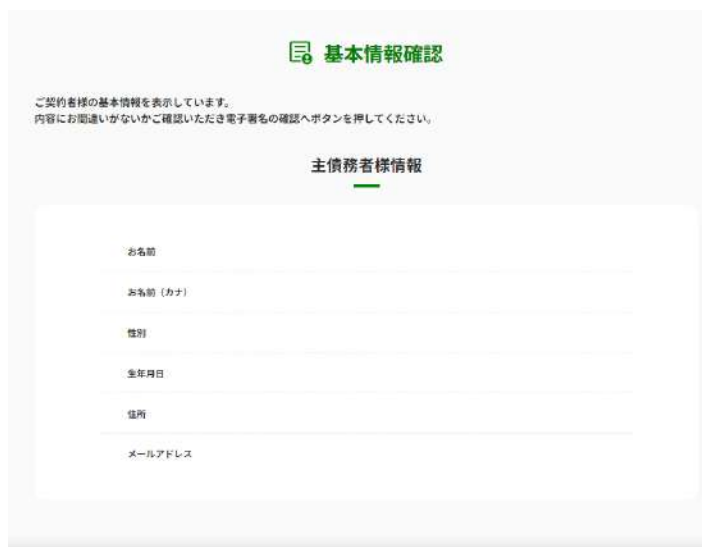 基本情報確認
ご契約者様の基本情報を表示しています。
内容にお間違いがないかご確認いただき電子署名の確認へボタンを押してください。
主債務者様情報
お名前
お名前（カナ）
性別
生年月日
住所
メールアドレス